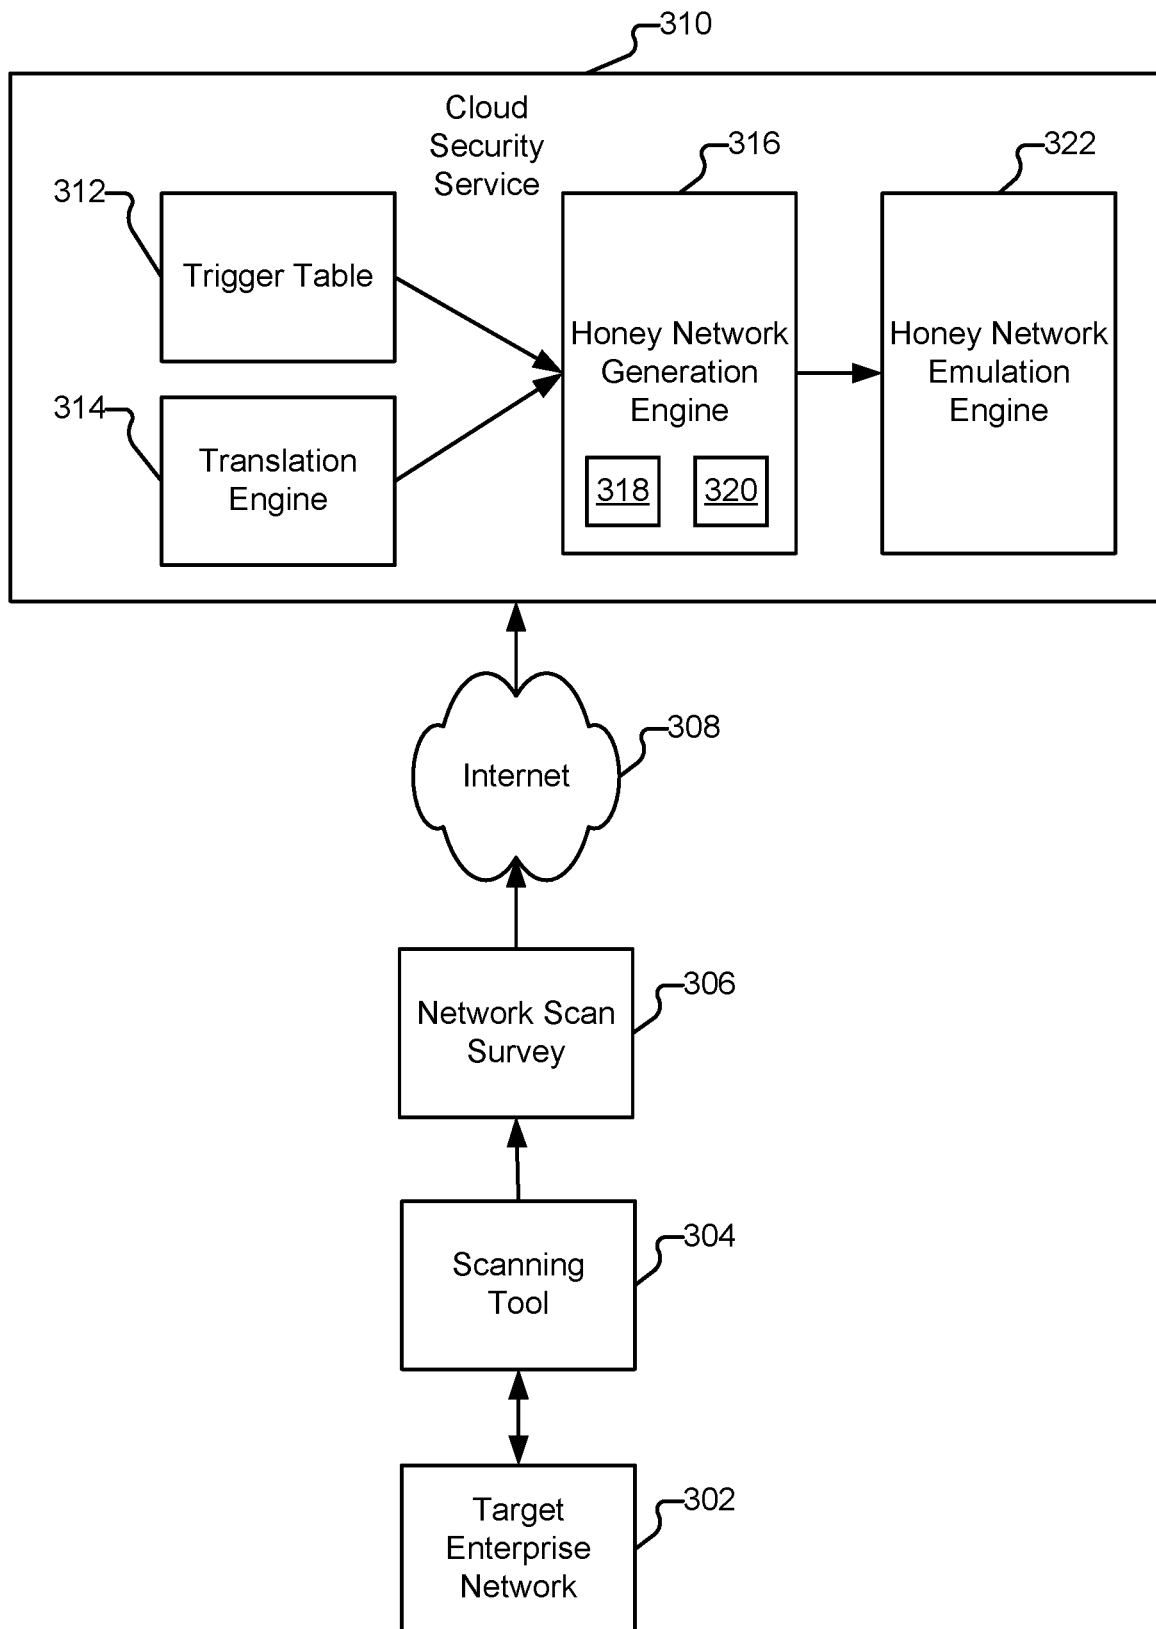 310
Cloud
Security
Service
312
Trigger Table
314
Translation
Engine
316
Honey Network
Generation
Engine
318 320
322
Honey Network
Emulation
Engine
308
Internet
306
Network Scan
Survey
304
Scanning
Tool
302
Target
Enterprise
Network